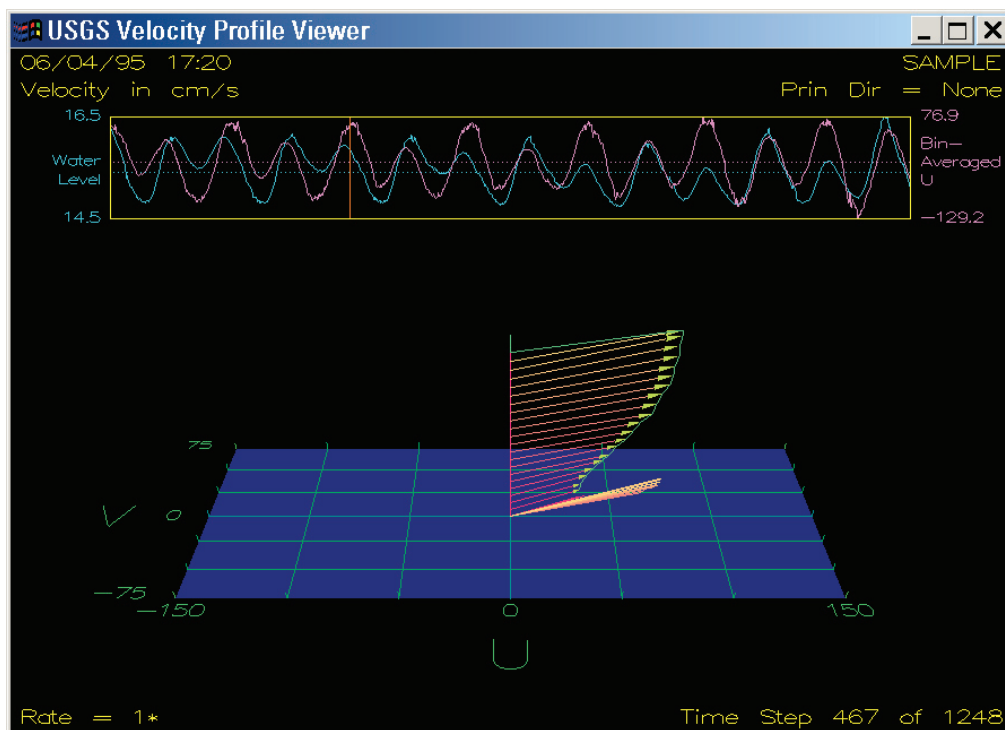 USGS Velocity Profile Viewer
06/04/95 17:20
SAMPLE
Velocity in cm/s
Prin Dir = None
16.5
76.9
Water
Level
Bin-
Averaged
U
14.5
-129.2
75
V
0
-75
-150
0
150
U
Rate = 1*
Time Step 467 of 1248